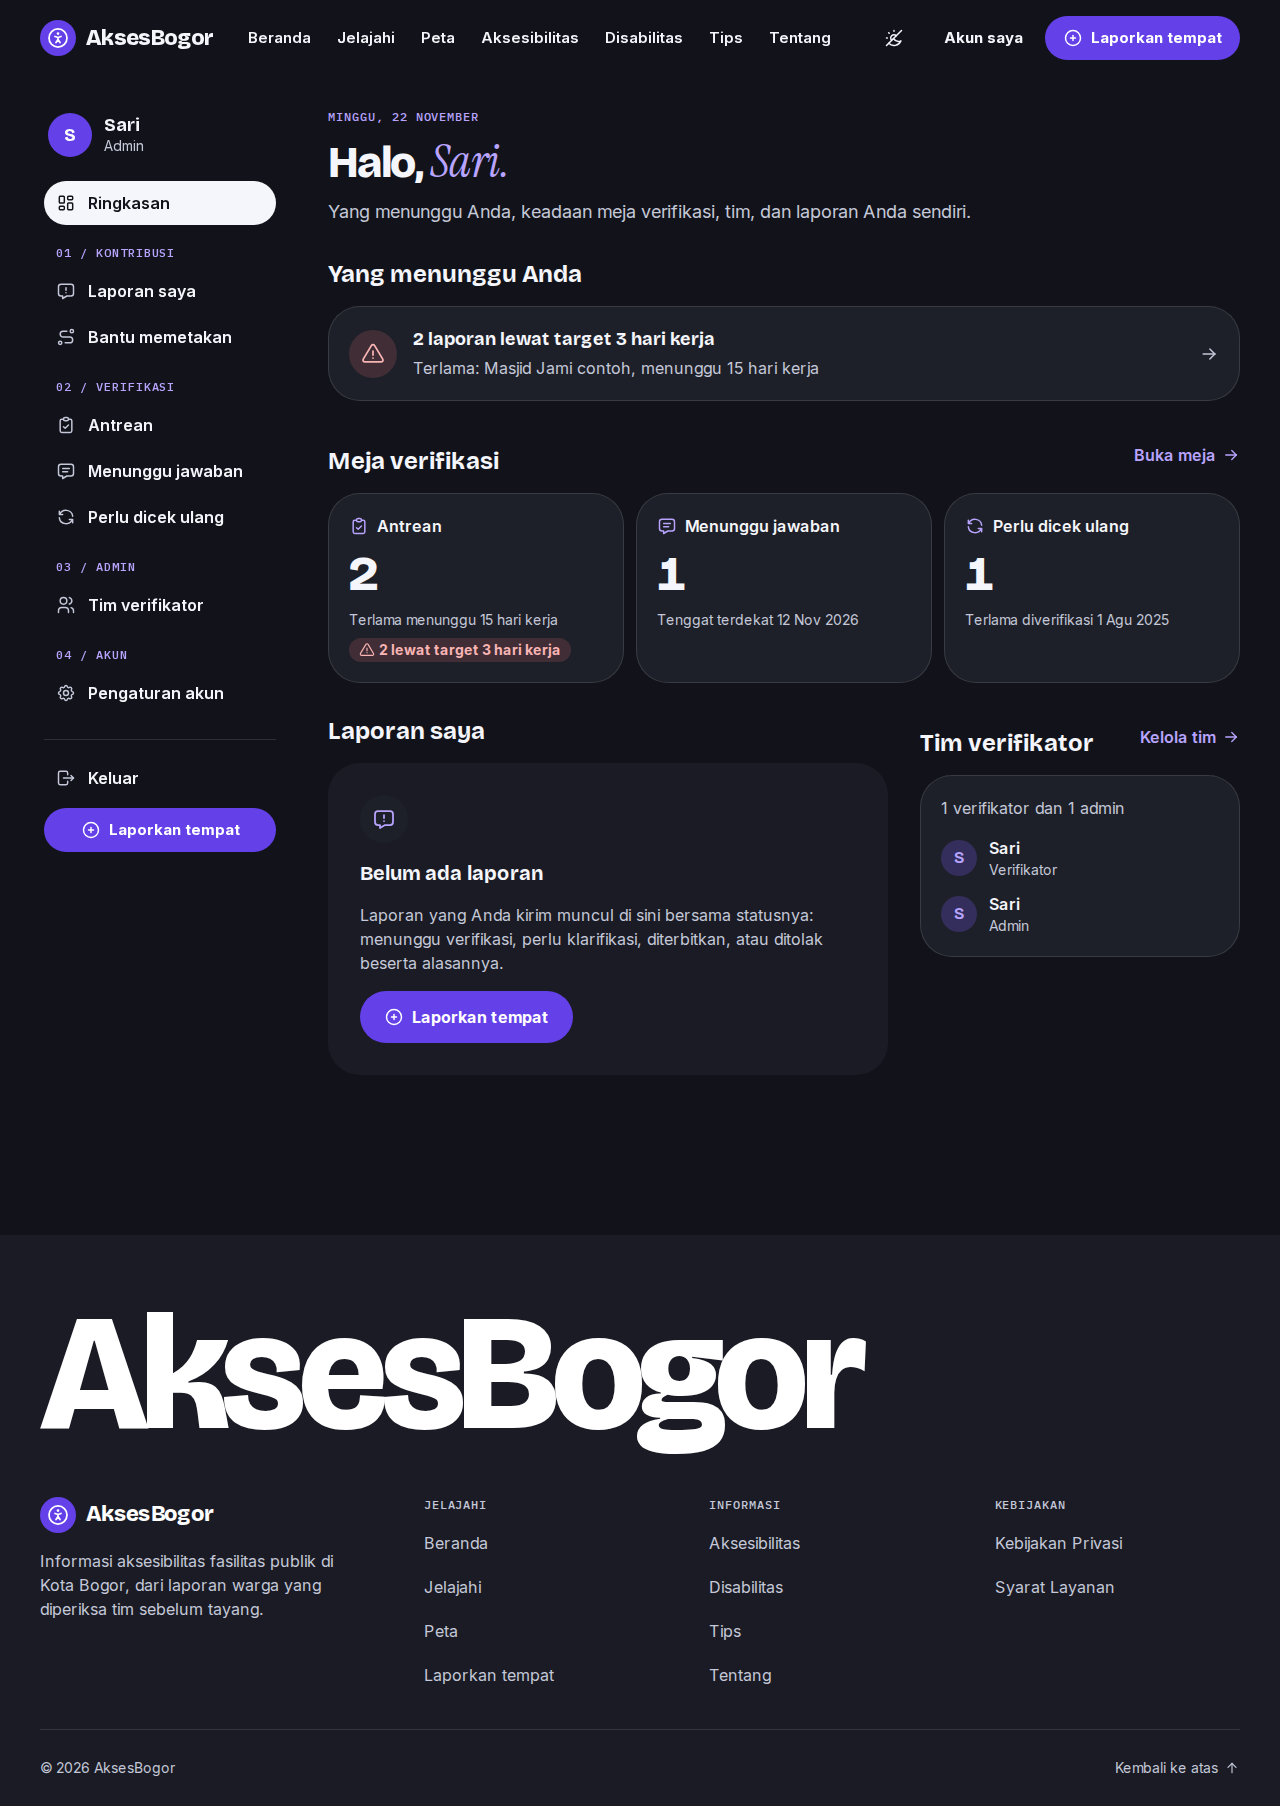 AksesBogor
Beranda
Jelajahi
Peta
Aksesibilitas
Disabilitas
Tips
Tentang
Akun saya
Laporkan tempat
S
Sari
Admin
Ringkasan
01 / KONTRIBUSI
Laporan saya
Bantu memetakan
02 / VERIFIKASI
Antrean
Menunggu jawaban
Perlu dicek ulang
03 / ADMIN
Tim verifikator
04 / AKUN
Pengaturan akun
Keluar
Laporkan tempat
MINGGU, 22 NOVEMBER
Halo, Sari.
Yang menunggu Anda, keadaan meja verifikasi, tim, dan laporan Anda sendiri.
Yang menunggu Anda
2 laporan lewat target 3 hari kerja
Terlama: Masjid Jami contoh, menunggu 15 hari kerja
Meja verifikasi
Buka meja
Antrean
2
Terlama menunggu 15 hari kerja
2 lewat target 3 hari kerja
Menunggu jawaban
1
Tenggat terdekat 12 Nov 2026
Perlu dicek ulang
1
Terlama diverifikasi 1 Agu 2025
Laporan saya
Belum ada laporan
Laporan yang Anda kirim muncul di sini bersama statusnya:
menunggu verifikasi, perlu klarifikasi, diterbitkan, atau ditolak
beserta alasannya.
Laporkan tempat
Tim verifikator
Kelola tim
1 verifikator dan 1 admin
S
Sari
Verifikator
S
Sari
Admin
AksesBogor
AksesBogor
Informasi aksesibilitas fasilitas publik di
Kota Bogor, dari laporan warga yang
diperiksa tim sebelum tayang.
JELAJAHI
Beranda
Jelajahi
Peta
Laporkan tempat
INFORMASI
Aksesibilitas
Disabilitas
Tips
Tentang
KEBIJAKAN
Kebijakan Privasi
Syarat Layanan
© 2026 AksesBogor
Kembali ke atas